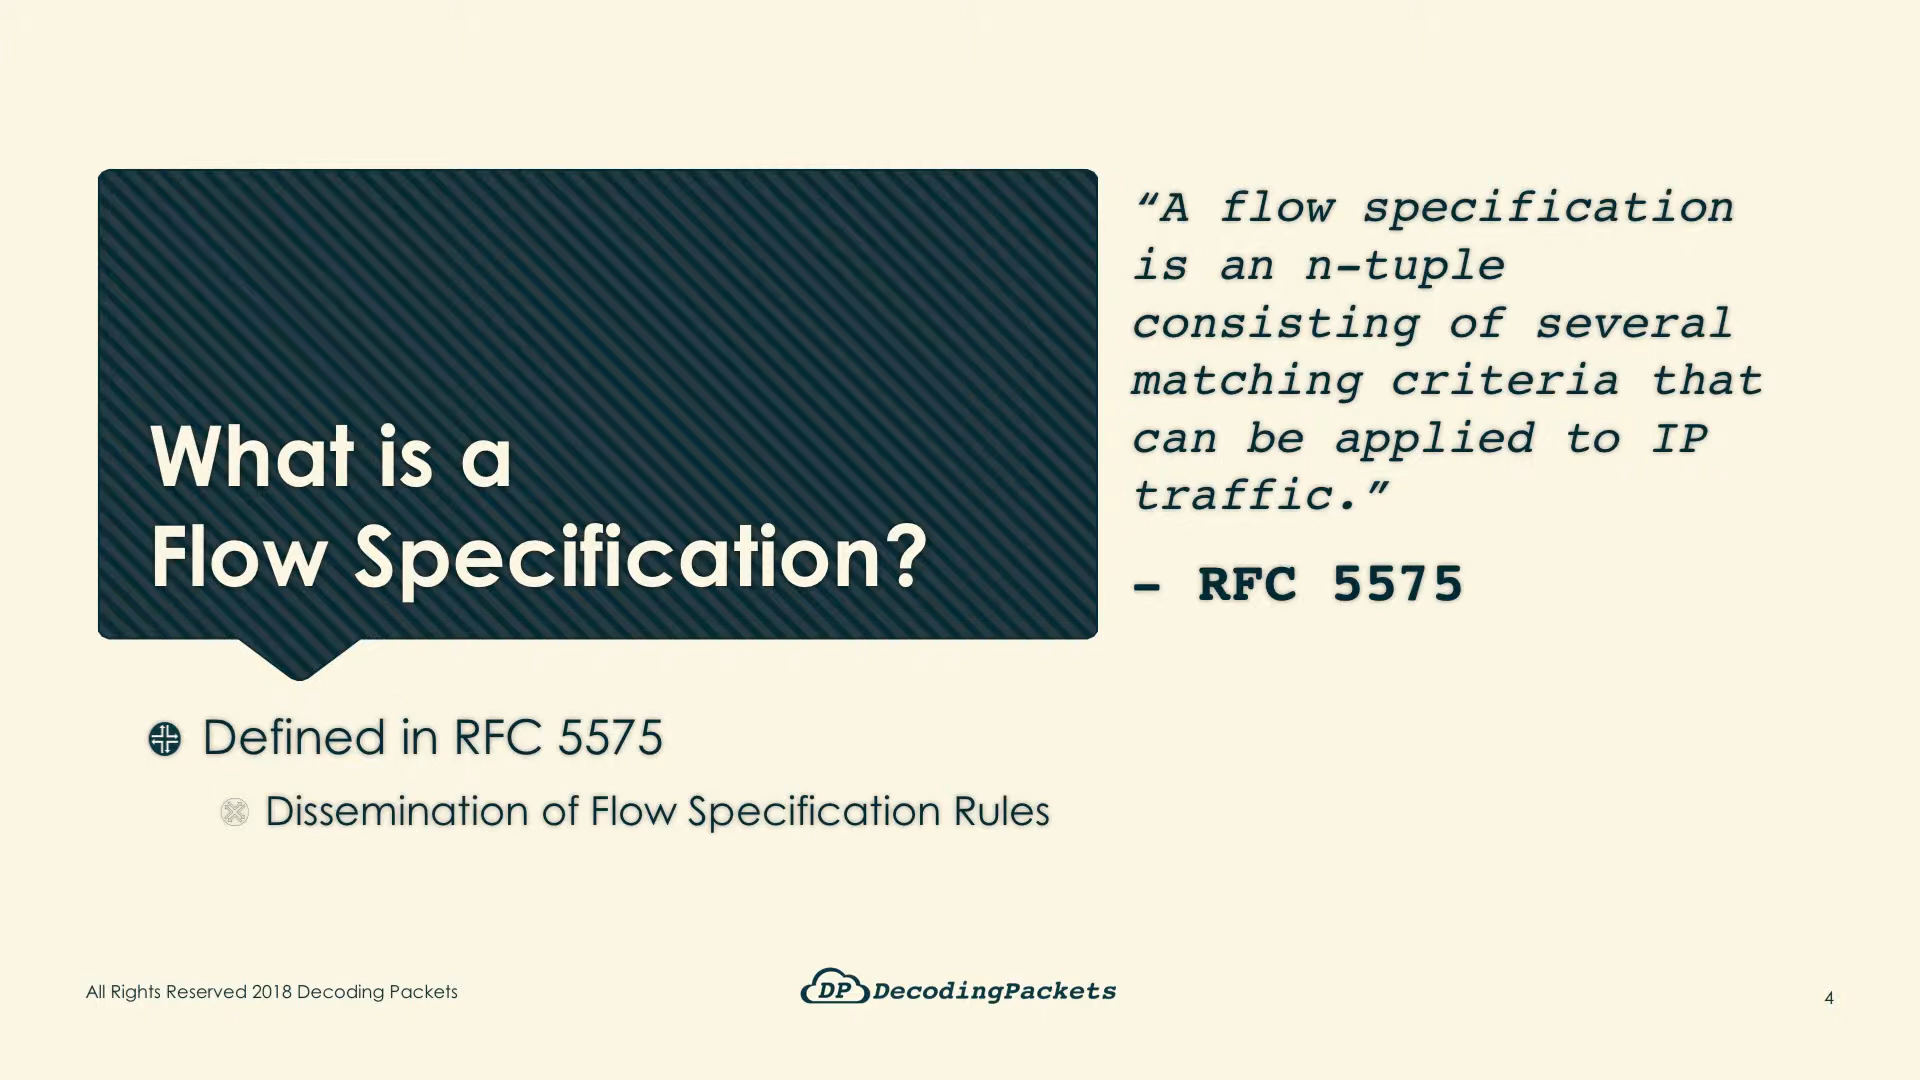 What is a
Flow Specification?
“A flow specification
is an n-tuple
consisting of several
matching criteria that
can be applied to IP
traffic.”
- RFC 5575
Defined in RFC 5575
Dissemination of Flow Specification Rules
All Rights Reserved 2018 Decoding Packets
DP DecodingPackets
4